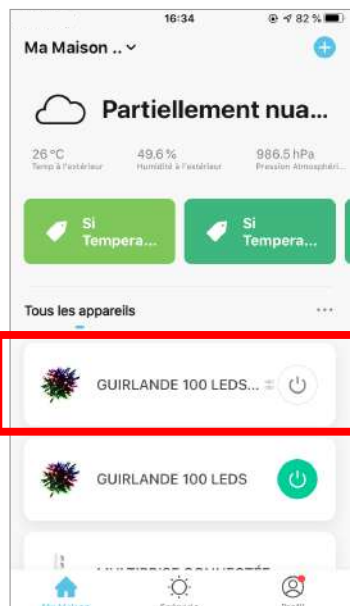 16:34
82 %
Ma Maison ..
Partiellement nua...
26 °C
49.6 %
986.5 hPa
Temp à l'extérieur
Humidité à l'extérieur
Pression Atmosphéri...
Si
Tempera...
Si
Tempera...
Tous les appareils
...
GUIRLANDE 100 LEDS...
GUIRLANDE 100 LEDS